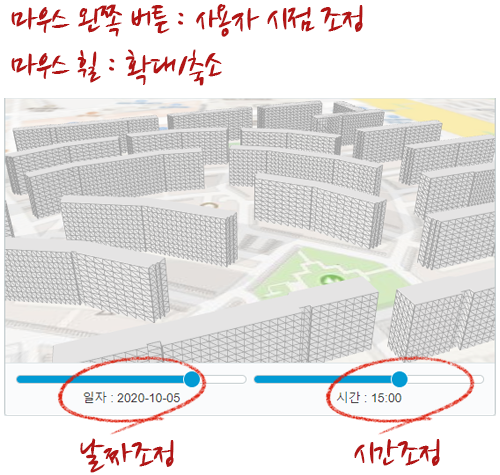 마우스 왼쪽 버튼 : 사용자 시점 조정
마우스 휠 : 확대/축소
일자 : 2020-10-05
시간 : 15:00
날짜조정
시간조정